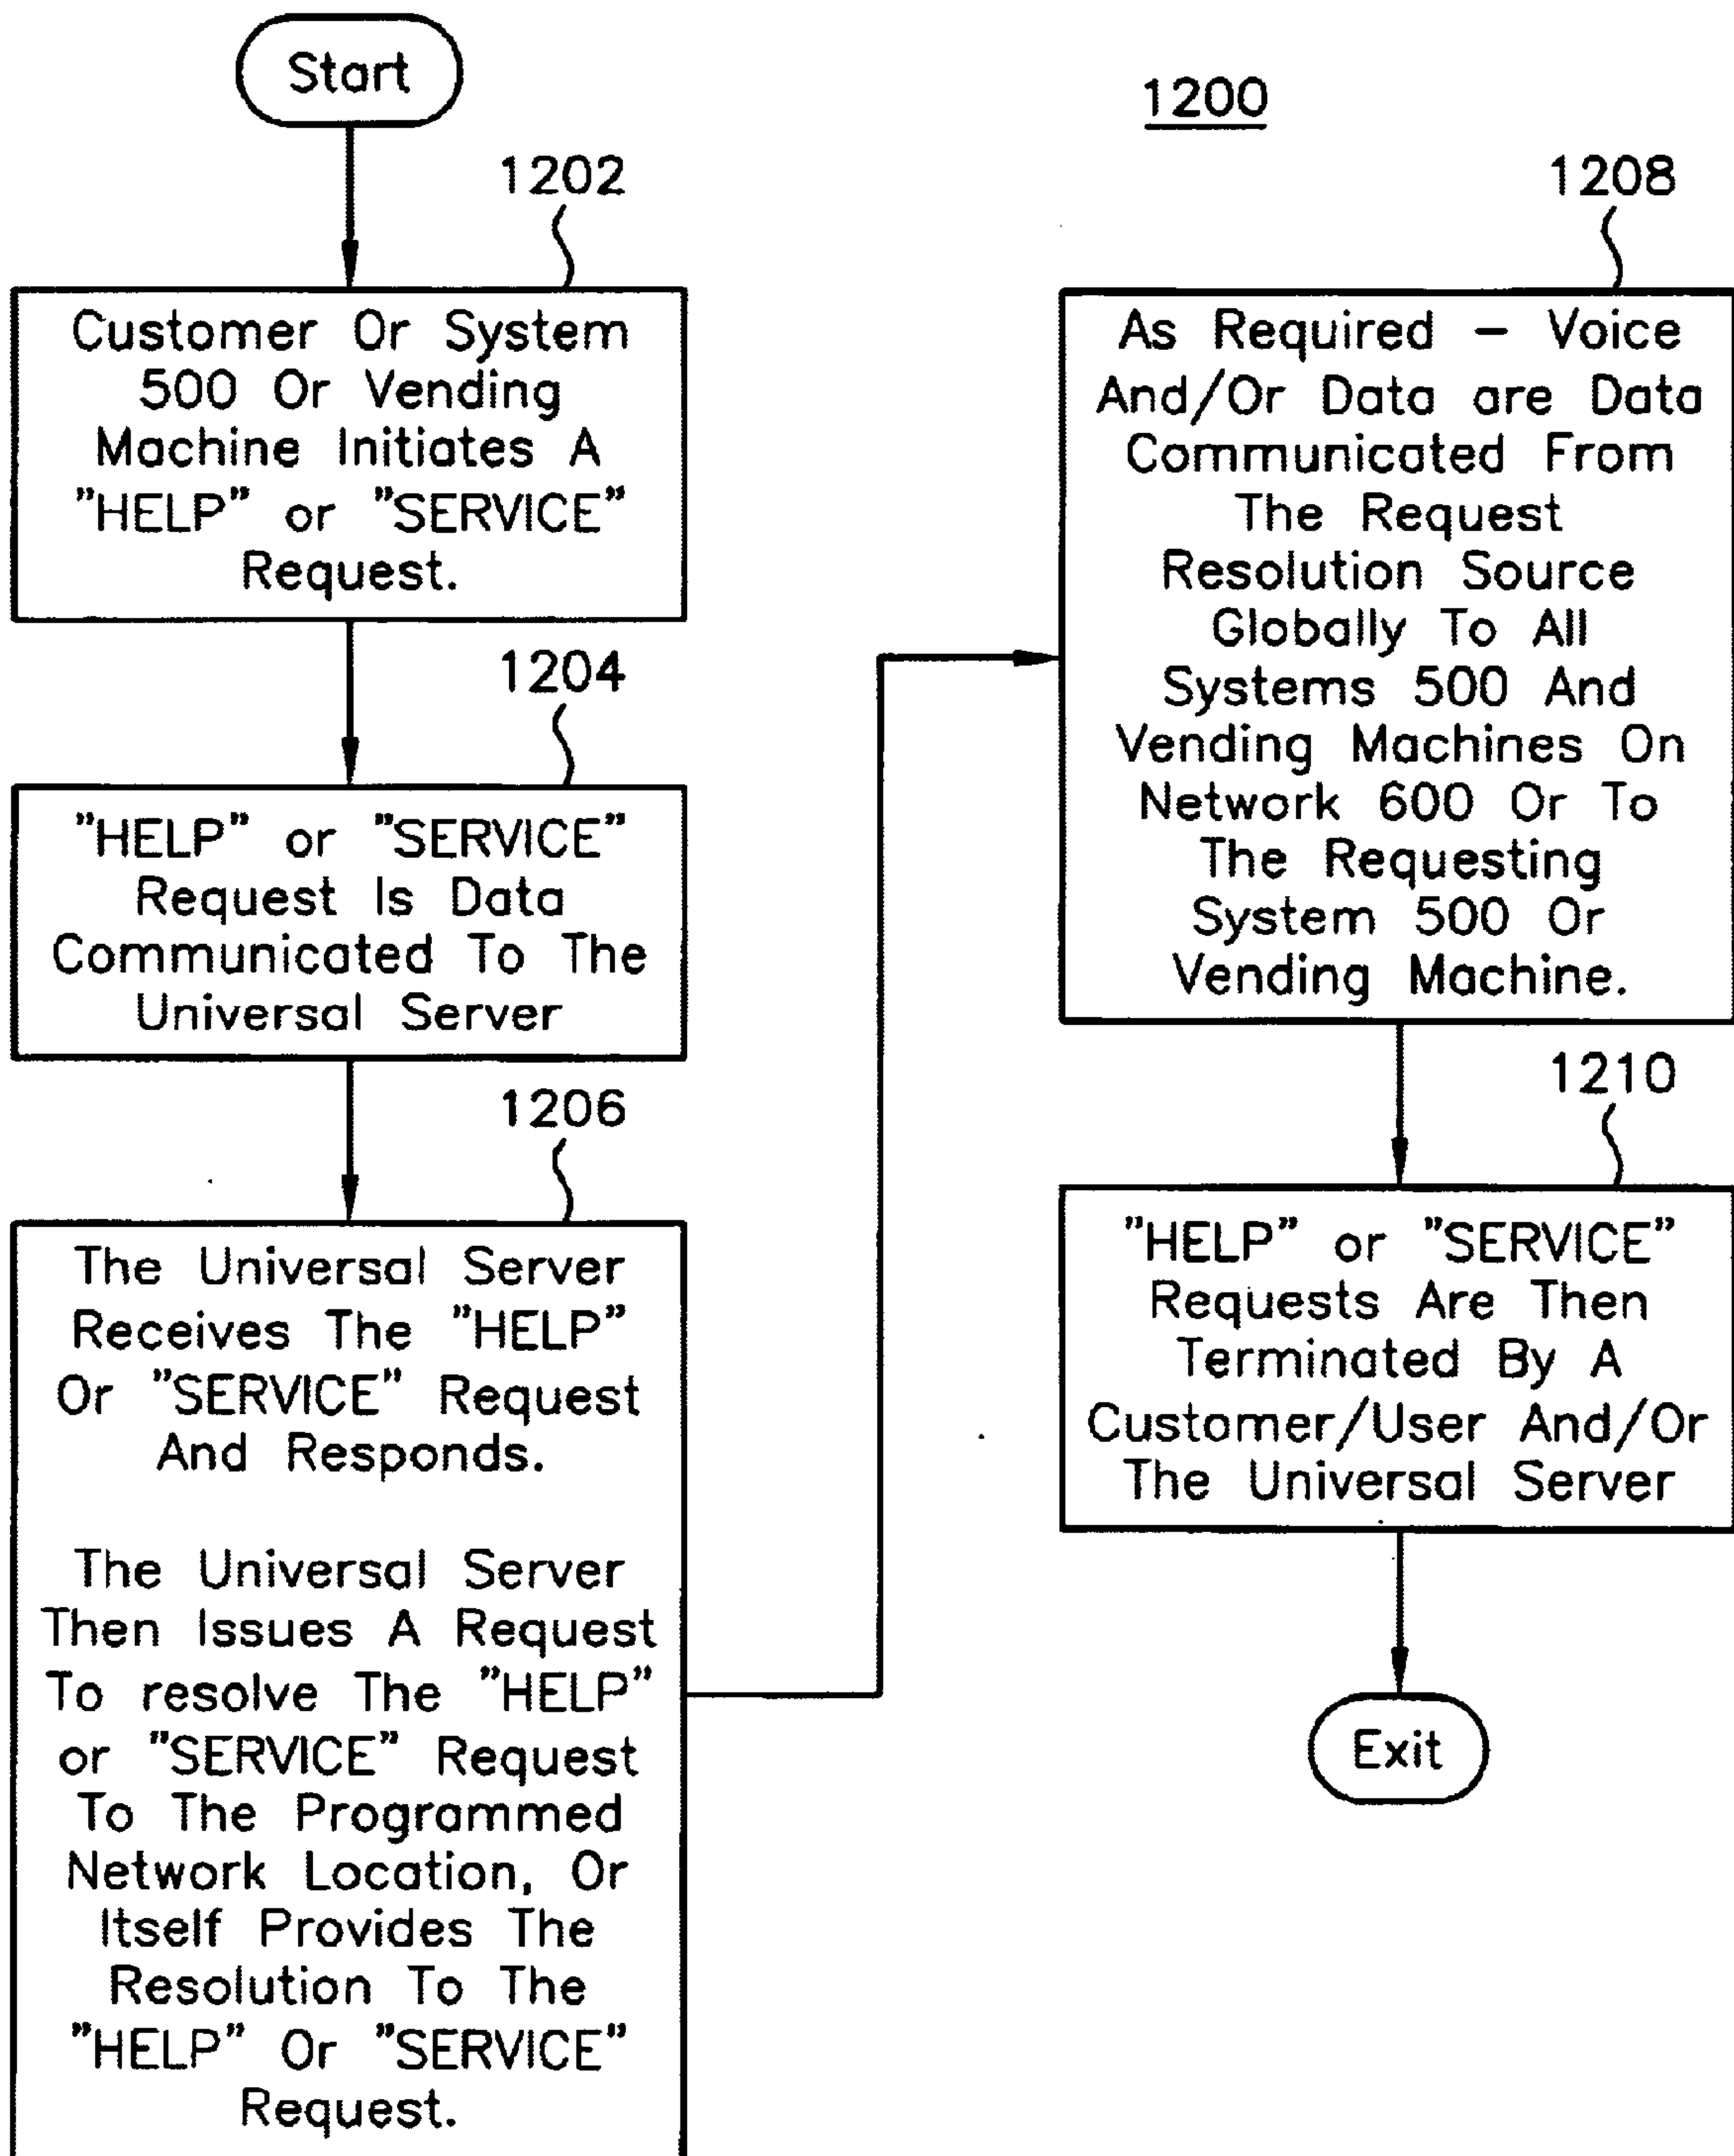 Start
1200
1202
Customer Or System
500 Or Vending
Machine Initiates A
"HELP" or "SERVICE"
Request.
1204
"HELP" or "SERVICE"
Request Is Data
Communicated To The
Universal Server
1206
The Universal Server
Receives The "HELP"
Or "SERVICE" Request
And Responds.
The Universal Server
Then Issues A Request
To resolve The "HELP"
or "SERVICE" Request
To The Programmed
Network Location, Or
Itself Provides The
Resolution To The
"HELP" Or "SERVICE"
Request.
1208
As Required – Voice
And/Or Data are Data
Communicated From
The Request
Resolution Source
Globally To All
Systems 500 And
Vending Machines On
Network 600 Or To
The Requesting
System 500 Or
Vending Machine.
1210
"HELP" or "SERVICE"
Requests Are Then
Terminated By A
Customer/User And/Or
The Universal Server
Exit